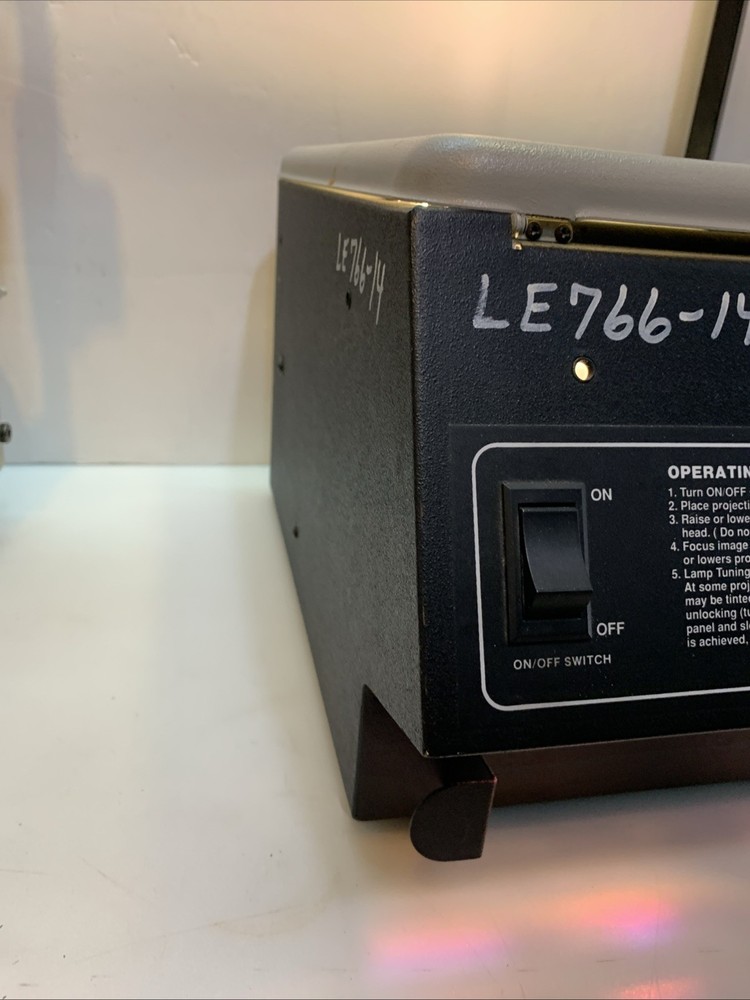 LE766-14
LE766-14
ON
OFF
ON/OFF SWITCH
OPERATIN
1. Turn ON/OFF
2. Place projecti
3. Raise or lowe
head. ( Do no
4. Focus image
or lowers pro
5. Lamp Tuning
At some proj
may be tinte
unlocking (tu
panel and sl
is achieved,